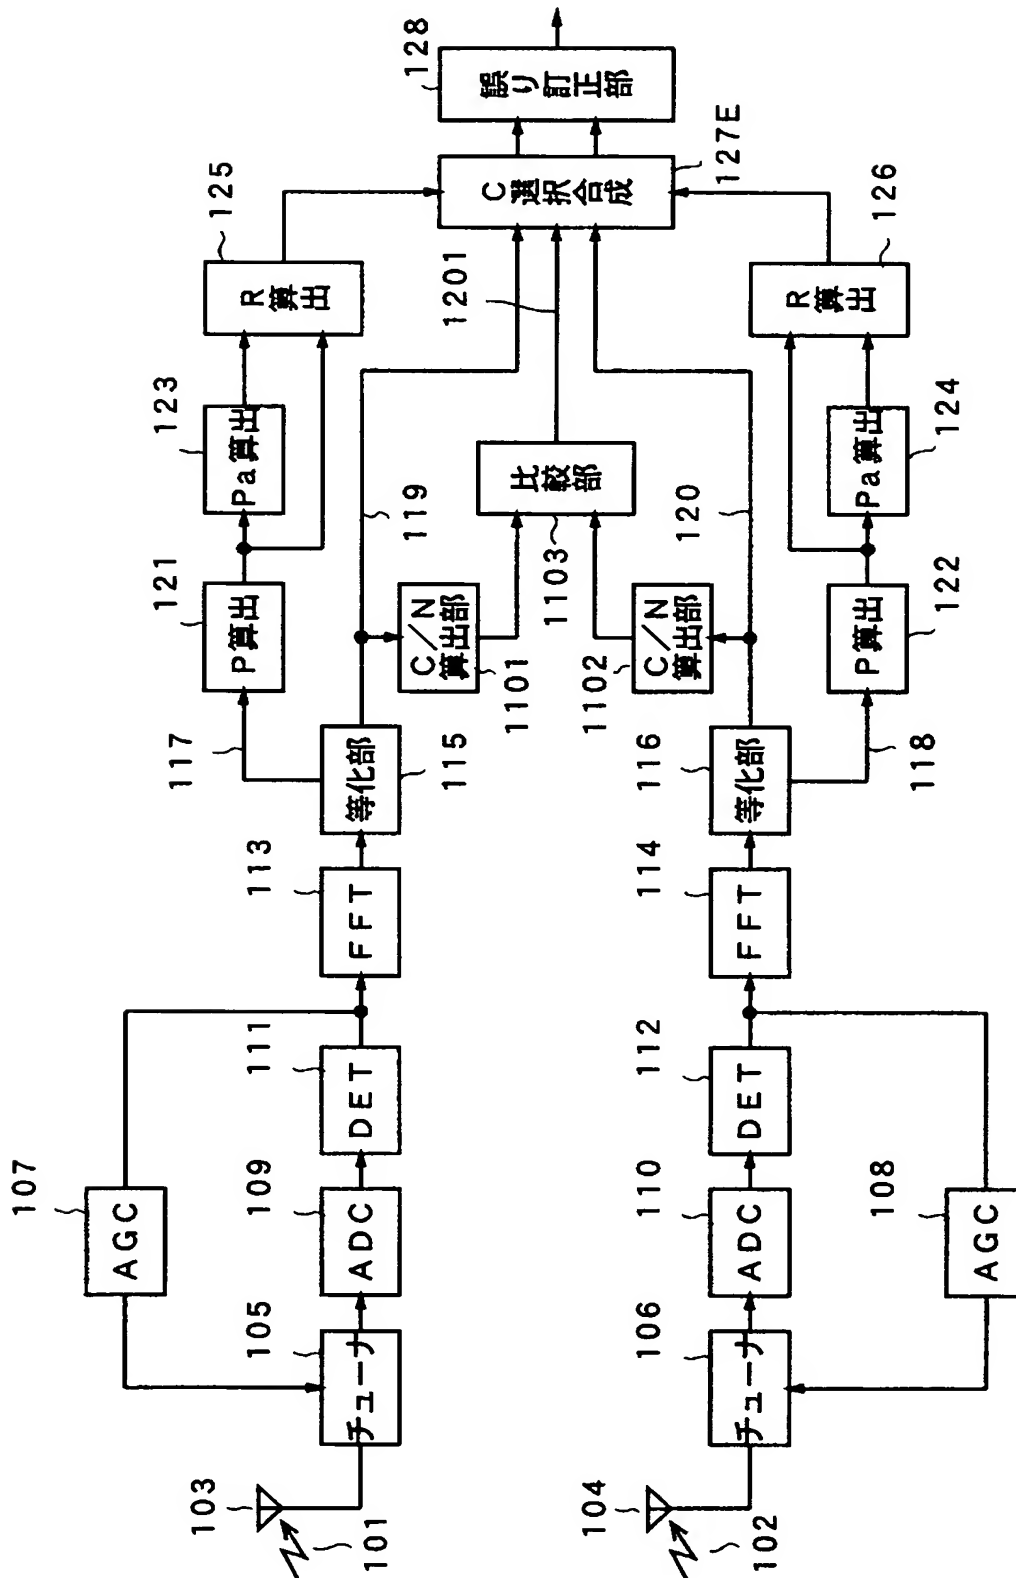 103
101
チューナ
105
AGC
107
ADC
109
DET
111
FFT
113
等化部
115
117
P算出
121
Pa算出
123
R算出
125
119
C/N
算出部
1101
比較部
1103
1201
C選択合成
127E
誤り訂正部
128
104
102
チューナ
106
AGC
108
ADC
110
DET
112
FFT
114
等化部
116
118
C/N
算出部
1102
120
P算出
122
Pa算出
124
R算出
126